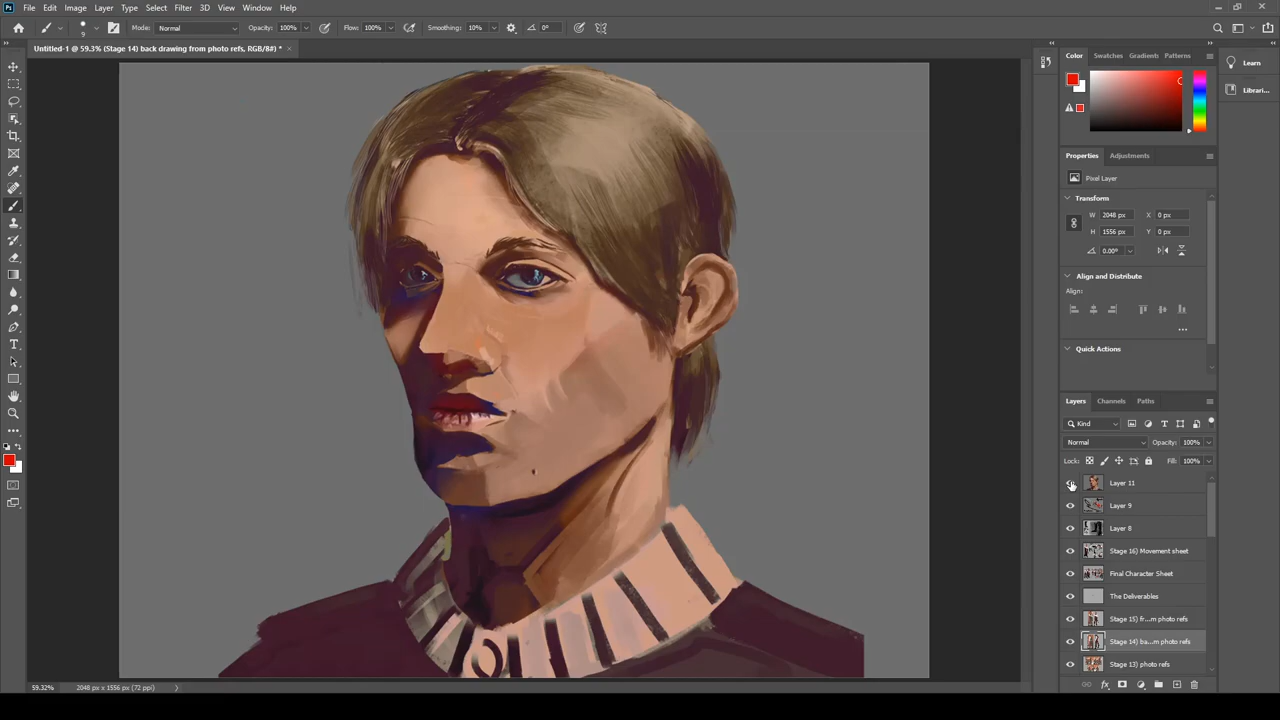 Ps File Edit Image Layer Type Select Filter 3D View Window Help
9 Mode: Normal Opacity: 100% Flow: 100% Smoothing: 10% 0°
Untitled-1 @ 59.3% (Stage 14) back drawing from photo refs, RGB/8#) * ×
Color Swatches Gradients Patterns
Learn
Librari...
Properties Adjustments
Pixel Layer
Transform
W 2048 px X 0 px
H 1556 px Y 0 px
0.00°
Align and Distribute
Align:
...
Quick Actions
Layers Channels Paths
Kind
Normal Opacity: 100%
Lock: Fill: 100%
Layer 11
Layer 9
Layer 8
Stage 16) Movement sheet
Final Character Sheet
The Deliverables
Stage 15) fr...m photo refs
Stage 14) ba...m photo refs
Stage 13) photo refs
fx
59.32% 2048 px x 1556 px (72 ppi)